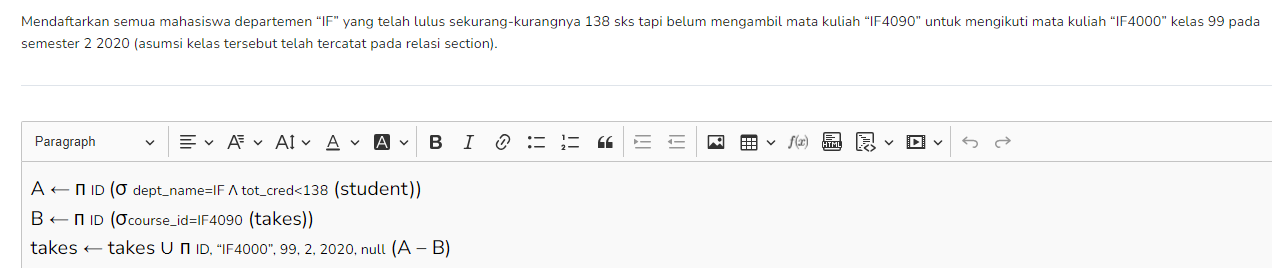 Mendaftarkan semua mahasiswa departemen “IF” yang telah lulus sekurang-kurangnya 138 sks tapi belum mengambil mata kuliah “IF4090” untuk mengikuti mata kuliah “IF4000” kelas 99 pada
semester 2 2020 (asumsi kelas tersebut telah tercatat pada relasi section).
Paragraph
A ← Π ID (σ dept_name=IF Λ tot_cred<138 (student))
B ← Π ID (σcourse_id=IF4090 (takes))
takes ← takes U Π ID, “IF4000”, 99, 2, 2020, null (A – B)